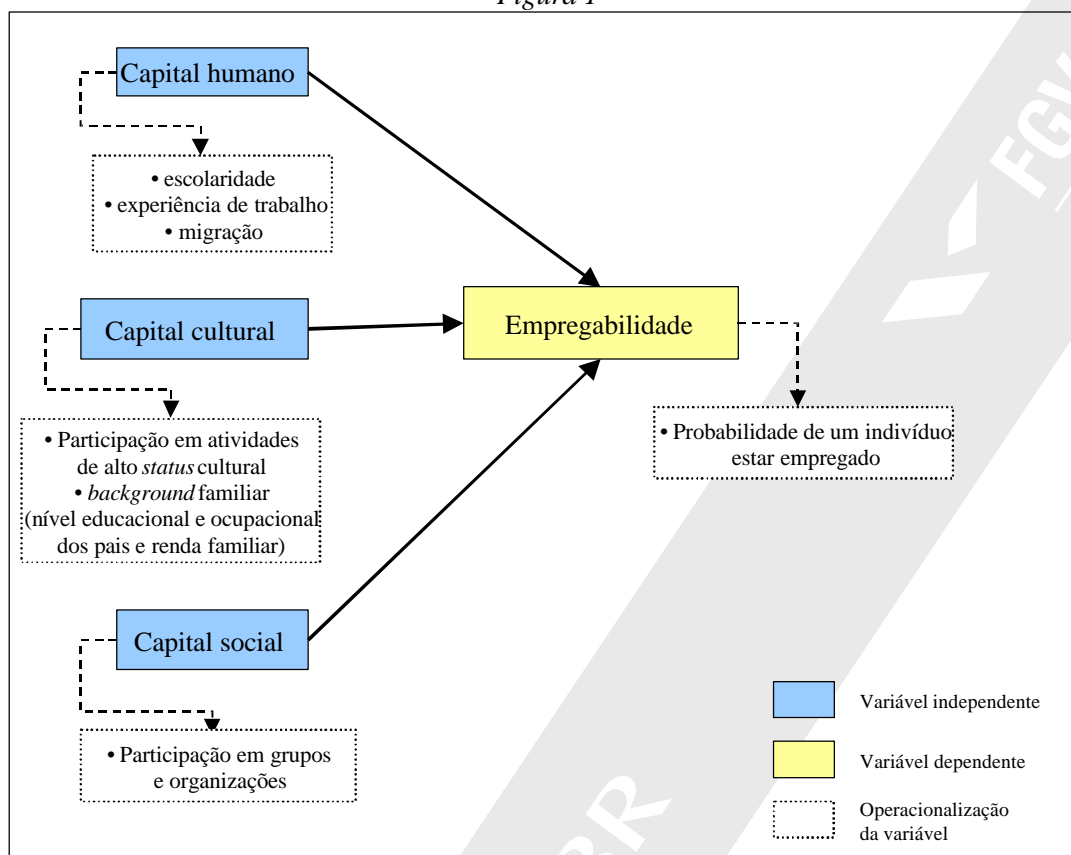 Figura 1
Capital humano
• escolaridade
• experiência de trabalho
• migração
Capital cultural
Empregabilidade
• Participação em atividades
de alto status cultural
• background familiar
(nível educacional e ocupacional
dos pais e renda familiar)
• Probabilidade de um indivíduo
estar empregado
Capital social
• Participação em grupos
e organizações
Variável independente
Variável dependente
Operacionalização
da variável
FGV
BR